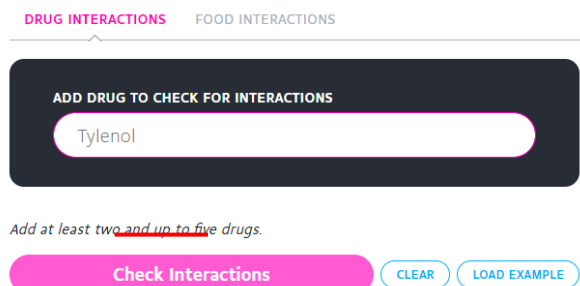 DRUG INTERACTIONS FOOD INTERACTIONS
ADD DRUG TO CHECK FOR INTERACTIONS
Tylenol
Add at least two and up to five drugs.
Check Interactions CLEAR LOAD EXAMPLE